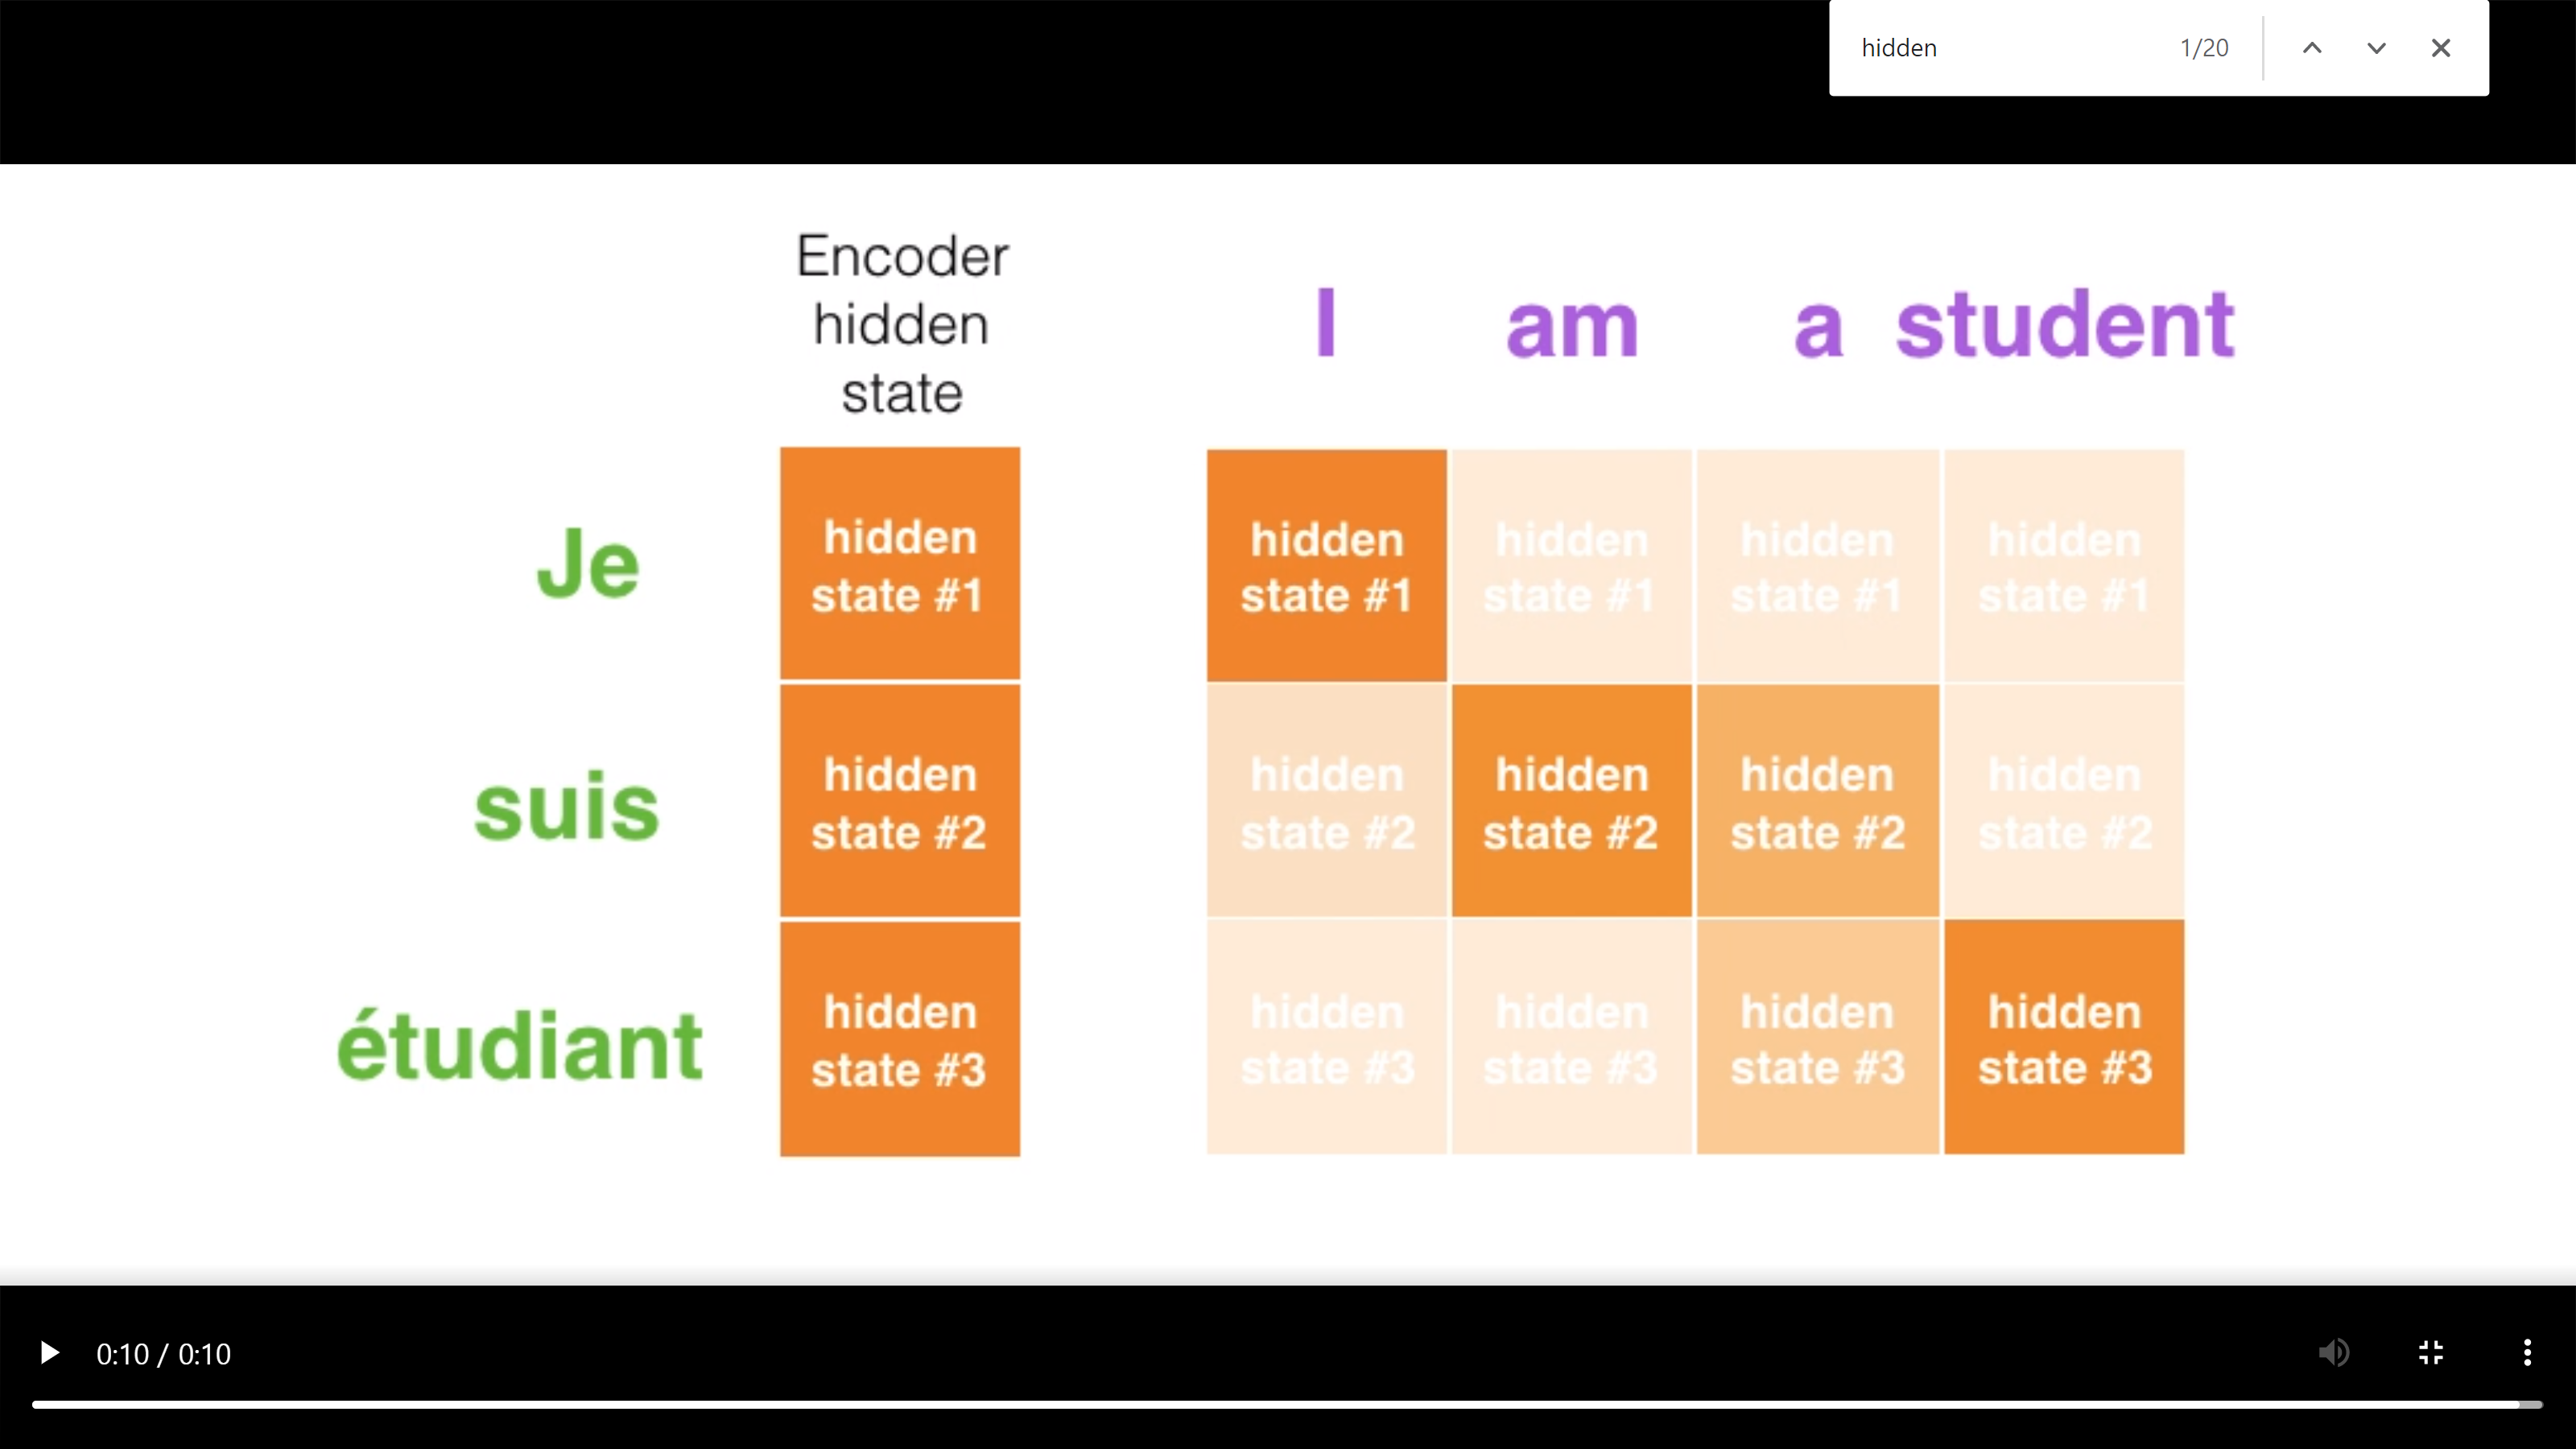 hidden 1/20
Encoder
hidden
state
I am a student
Je
hidden
state #1
hidden
state #1
hidden
state #1
hidden
state #1
hidden
state #1
suis
hidden
state #2
hidden
state #2
hidden
state #2
hidden
state #2
hidden
state #2
étudiant
hidden
state #3
hidden
state #3
hidden
state #3
hidden
state #3
hidden
state #3
0:10 / 0:10